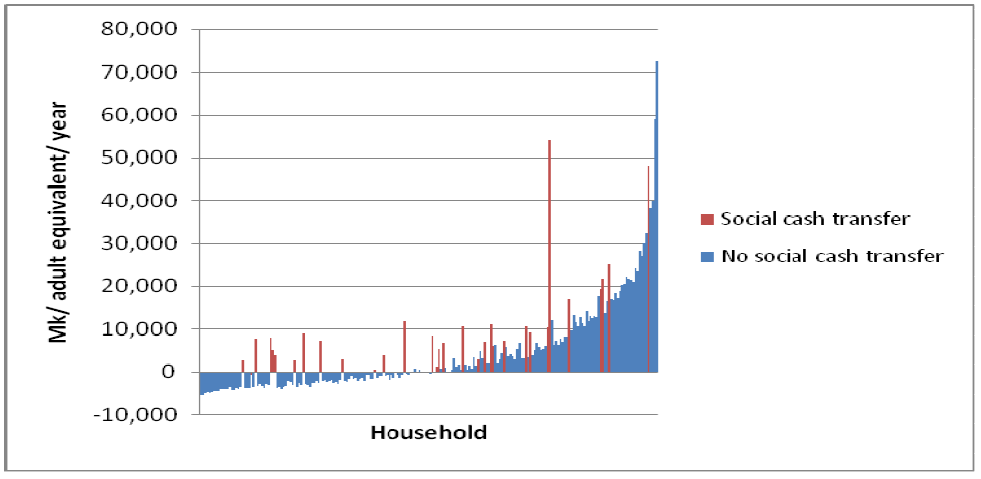 80,000
70,000
60,000
50,000
40,000
30,000
20,000
10,000
0
-10,000
Mk/ adult equivalent/ year
Household
Social cash transfer
No social cash transfer